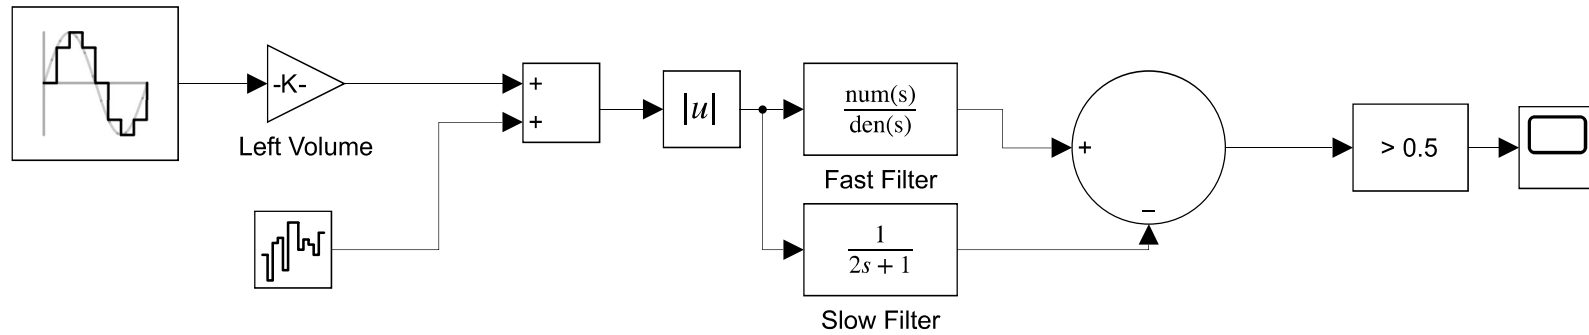 -K-
Left Volume
+
+
|u|
num(s)
den(s)
Fast Filter
1
2s + 1
Slow Filter
+
−
> 0.5